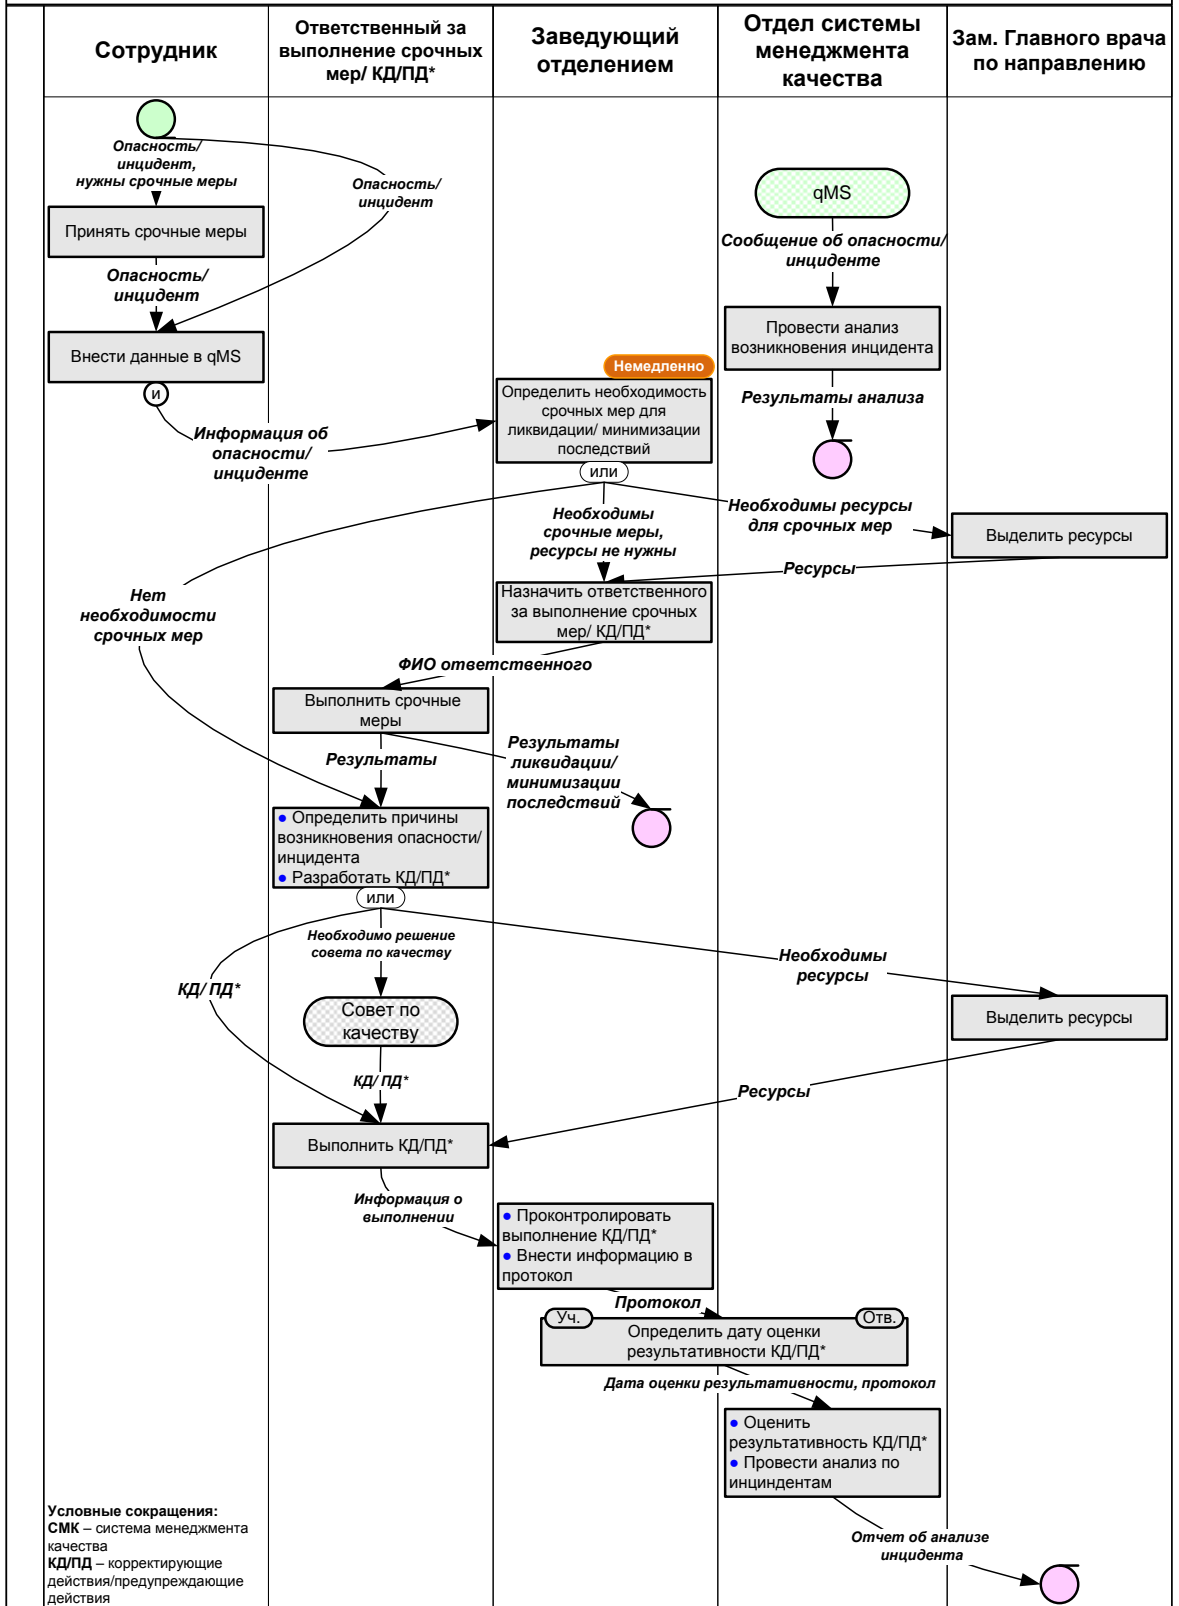 Сотрудник
Ответственный за
выполнение срочных
мер/ КД/ПД*
Заведующий
отделением
Отдел системы
менеджмента
качества
Зам. Главного врача
по направлению
Опасность/
инцидент,
нужны срочные меры
Опасность/
инцидент
qMS
Принять срочные меры
Сообщение об опасности/
инциденте
Опасность/
инцидент
Внести данные в qMS
Провести анализ
возникновения инцидента
и
Немедленно
Определить необходимость
срочных мер для
ликвидации/ минимизации
последствий
Результаты анализа
Информация об
опасности/
инциденте
или
Необходимы
срочные меры,
ресурсы не нужны
Необходимы ресурсы
для срочных мер
Выделить ресурсы
Ресурсы
Нет
необходимости
срочных мер
Назначить ответственного
за выполнение срочных
мер/ КД/ПД*
ФИО ответственного
Выполнить срочные
меры
Результаты
Результаты
ликвидации/
минимизации
последствий
● Определить причины
возникновения опасности/
инцидента
● Разработать КД/ПД*
или
Необходимо решение
совета по качеству
Необходимы
ресурсы
КД/ ПД*
Совет по
качеству
Выделить ресурсы
КД/ ПД*
Ресурсы
Выполнить КД/ПД*
Информация о
выполнении
● Проконтролировать
выполнение КД/ПД*
● Внести информацию в
протокол
Протокол
Уч.
Отв.
Определить дату оценки
результативности КД/ПД*
Дата оценки результативности, протокол
● Оценить
результативность КД/ПД*
● Провести анализ по
инциндентам
Отчет об анализе
инцидента
Условные сокращения:
СМК – система менеджмента
качества
КД/ПД – корректирующие
действия/предупреждающие
действия